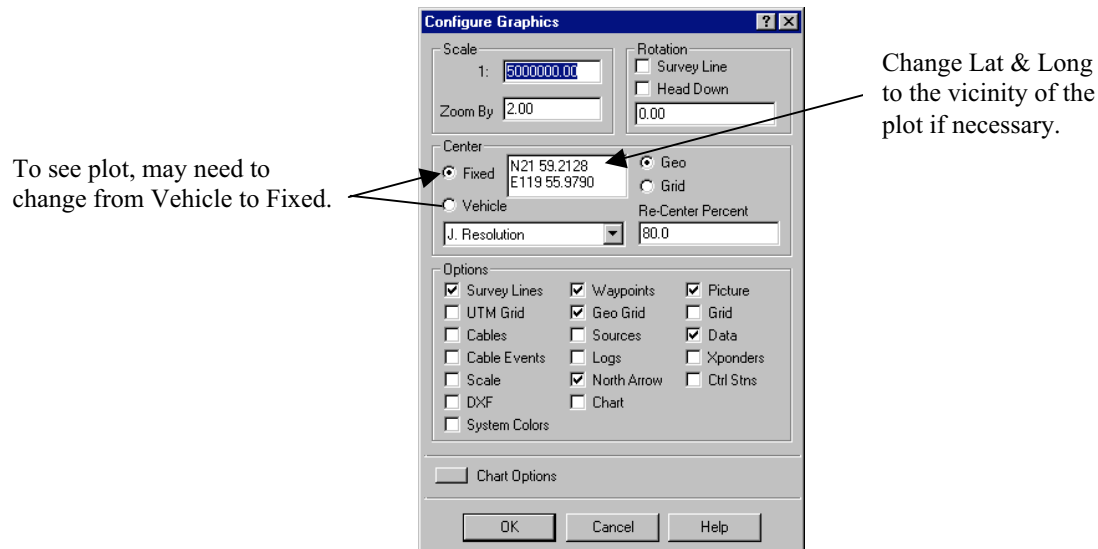 Configure Graphics
Scale
1: 5000000.00
Zoom By 2.00
Rotation
Survey Line
Head Down
0.00
Change Lat & Long
to the vicinity of the
plot if necessary.
To see plot, may need to
change from Vehicle to Fixed.
Center
Fixed
N21 59.2128
E119 55.9790
Geo
Grid
Vehicle
Re-Center Percent
J. Resolution
80.0
Options
Survey Lines Waypoints Picture
UTM Grid Geo Grid Grid
Cables Sources Data
Cable Events Logs Xponders
Scale North Arrow Ctrl Stns
DXF Chart
System Colors
Chart Options
OK Cancel Help